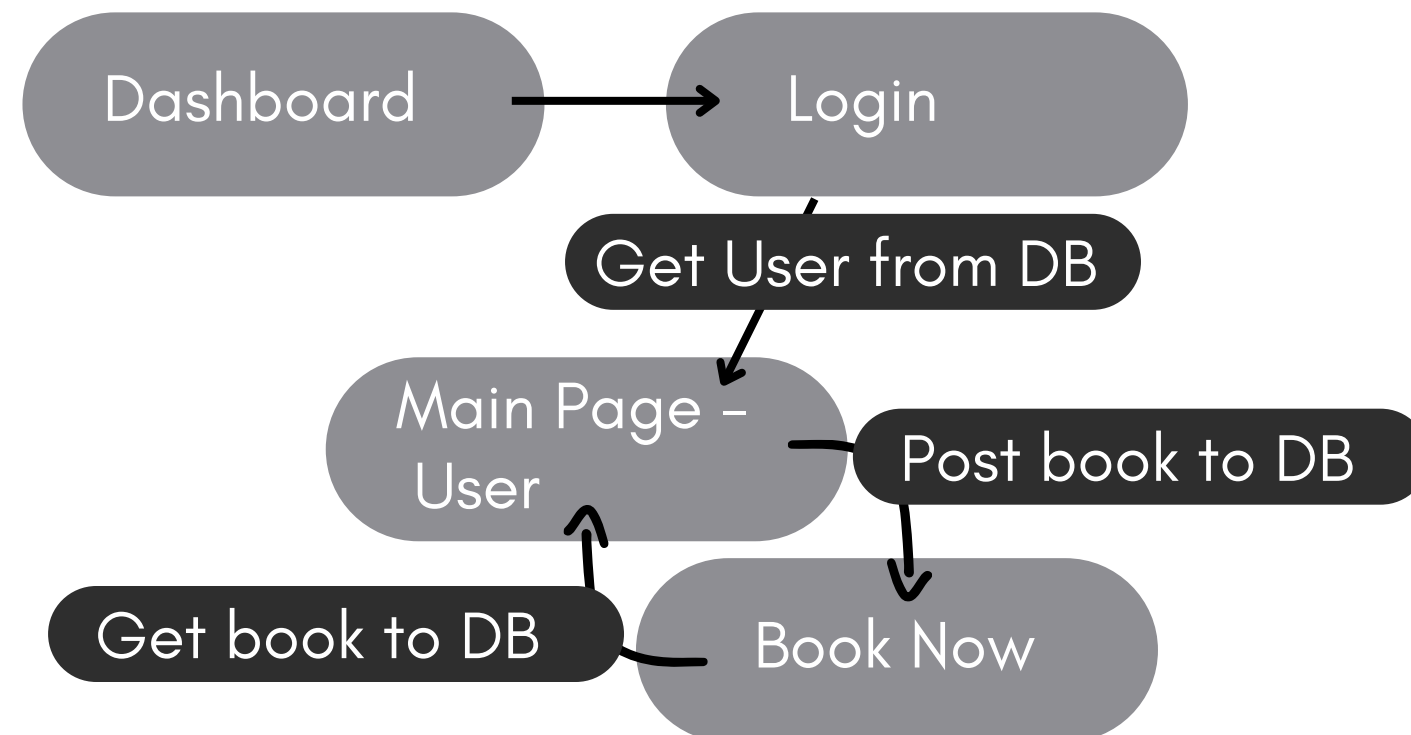 Dashboard
Login
Get User from DB
Main Page -
User
Post book to DB
Get book to DB
Book Now